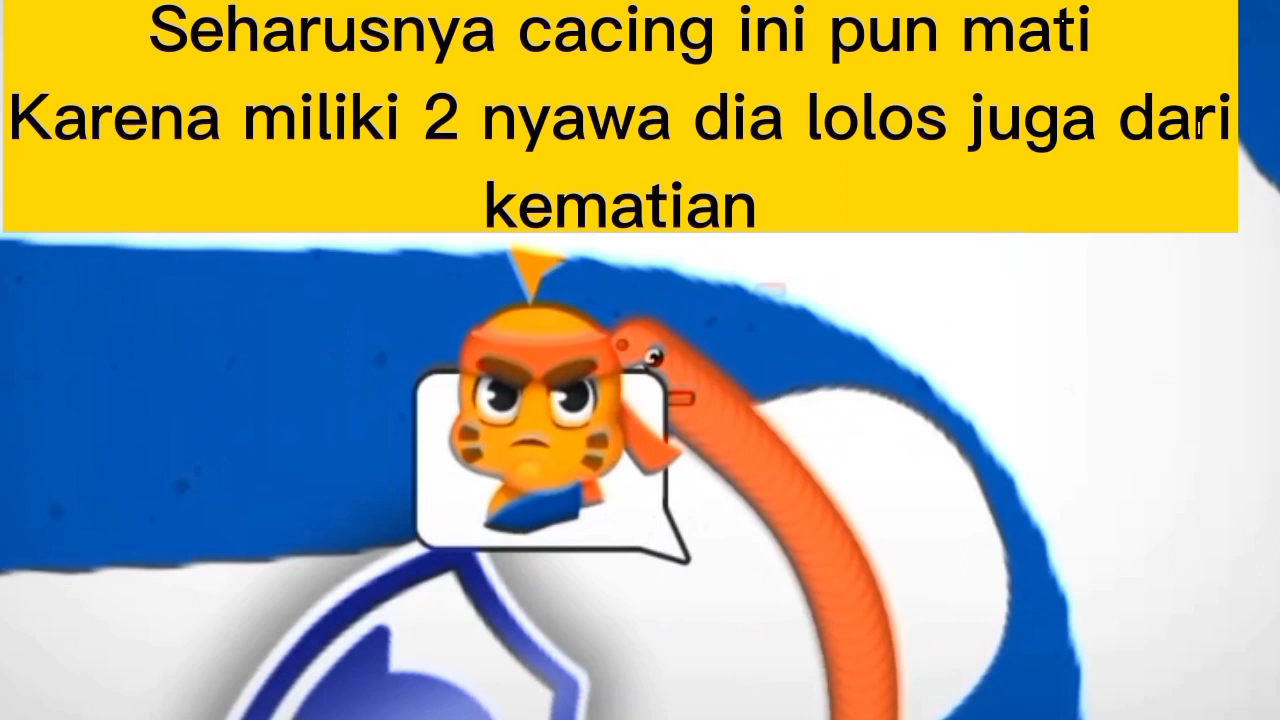 Seharusnya cacing ini pun mati
Karena miliki 2 nyawa dia lolos juga dari
kematian